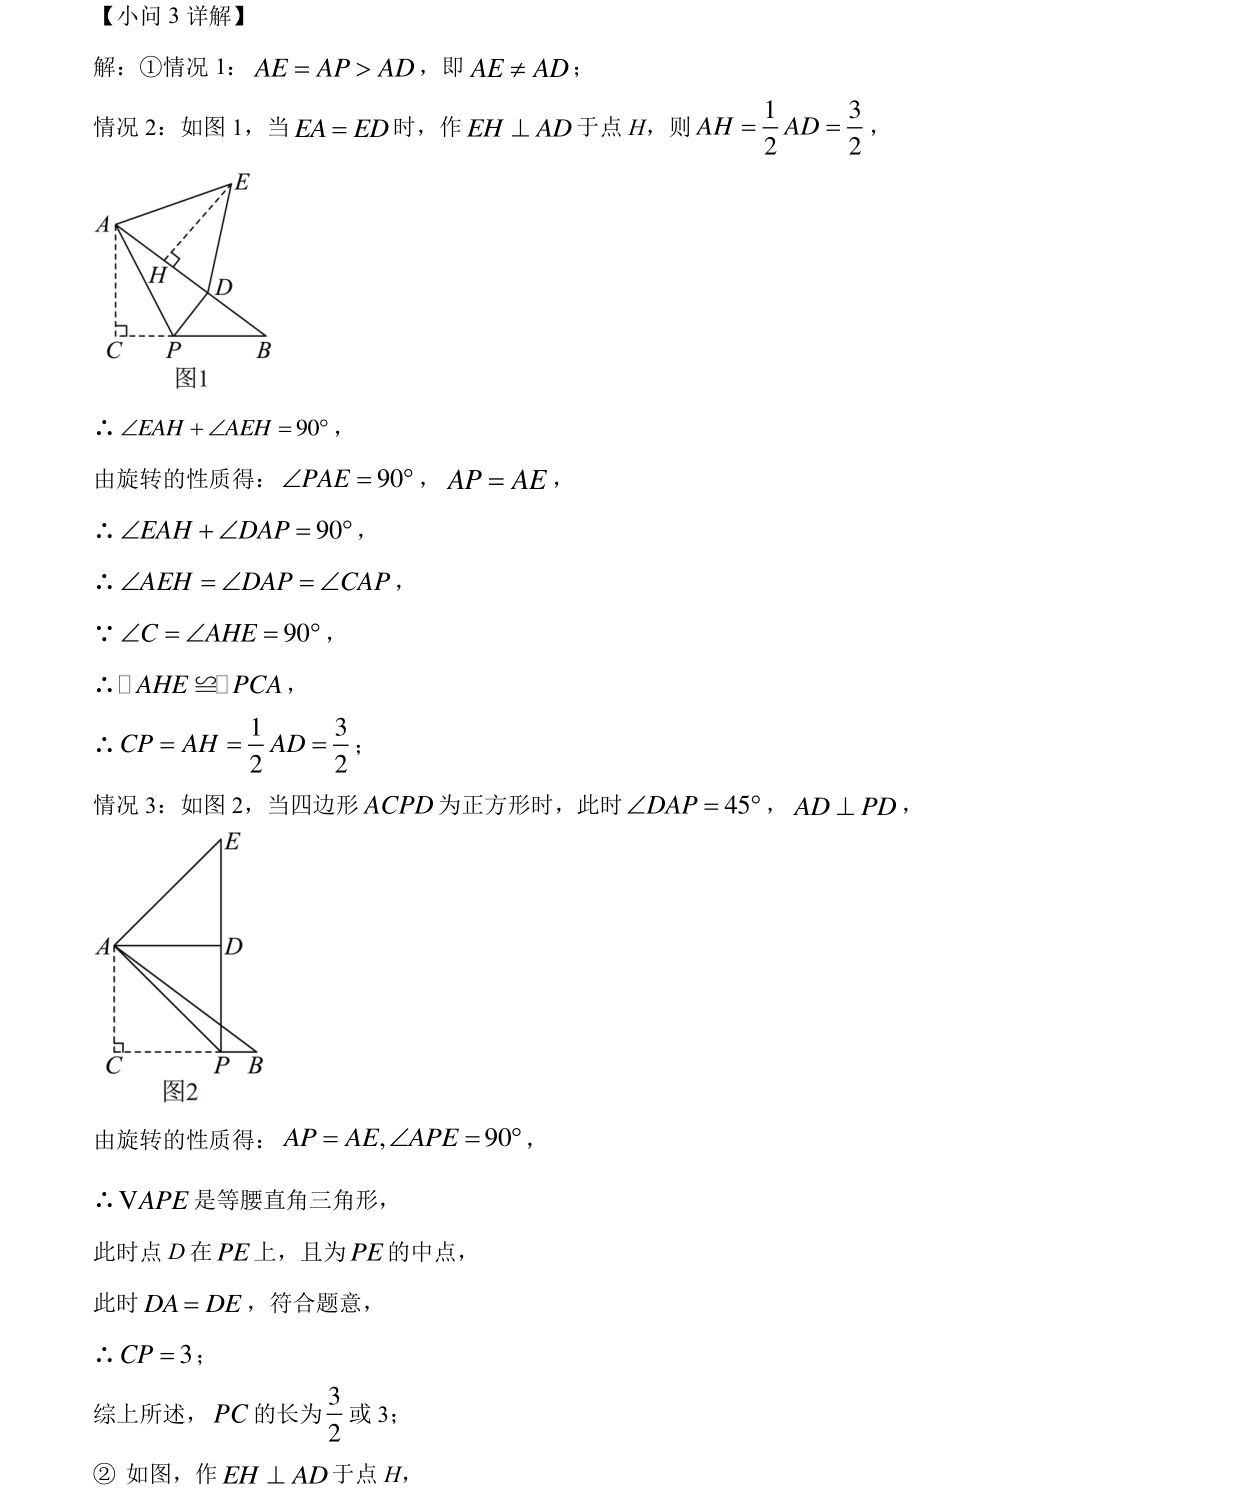 【小问 3 详解】
解：①情况 1： AE = AP > AD，即 AE ≠ AD；
情况 2：如图 1，当 EA = ED 时，作 EH ⊥ AD 于点 H，则 AH = 1/2 AD = 3/2，
E
A
H
D
C P B
图1
∴ ∠EAH + ∠AEH = 90°，
由旋转的性质得： ∠PAE = 90°， AP = AE，
∴ ∠EAH + ∠DAP = 90°，
∴ ∠AEH = ∠DAP = ∠CAP，
∵ ∠C = ∠AHE = 90°，
∴ □ AHE ≌□ PCA，
∴ CP = AH = 1/2 AD = 3/2；
情况 3：如图 2，当四边形 ACPD 为正方形时，此时 ∠DAP = 45°， AD ⊥ PD，
E
A D
C P B
图2
由旋转的性质得： AP = AE, ∠APE = 90°，
∴ VAPE 是等腰直角三角形，
此时点 D 在 PE 上，且为 PE 的中点，
此时 DA = DE，符合题意，
∴ CP = 3；
综上所述， PC 的长为 3/2 或 3；
② 如图，作 EH ⊥ AD 于点 H，